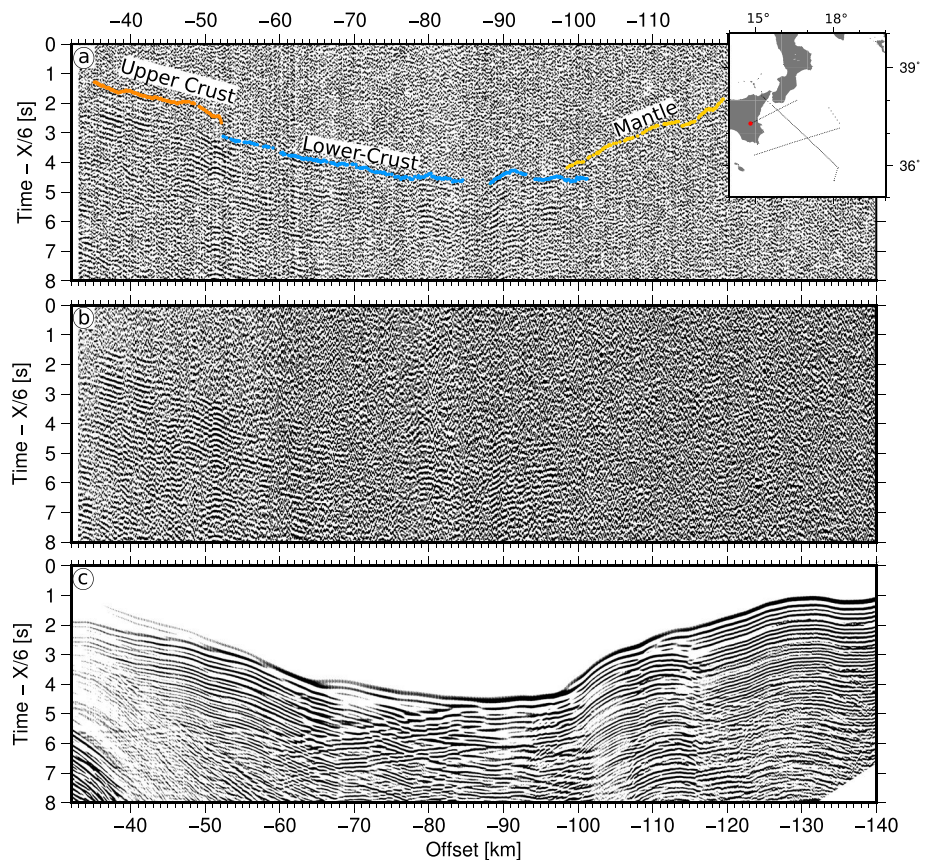 −40 −50 −60 −70 −80 −90 −100 −110
15° 18°
39°
36°
0
1
2
3
4
5
6
7
8
Time − X/6 [s]
a
Upper Crust
Lower-Crust
Mantle
0
1
2
3
4
5
6
7
8
Time − X/6 [s]
b
0
1
2
3
4
5
6
7
8
Time − X/6 [s]
c
−40 −50 −60 −70 −80 −90 −100 −110 −120 −130 −140
Offset [km]